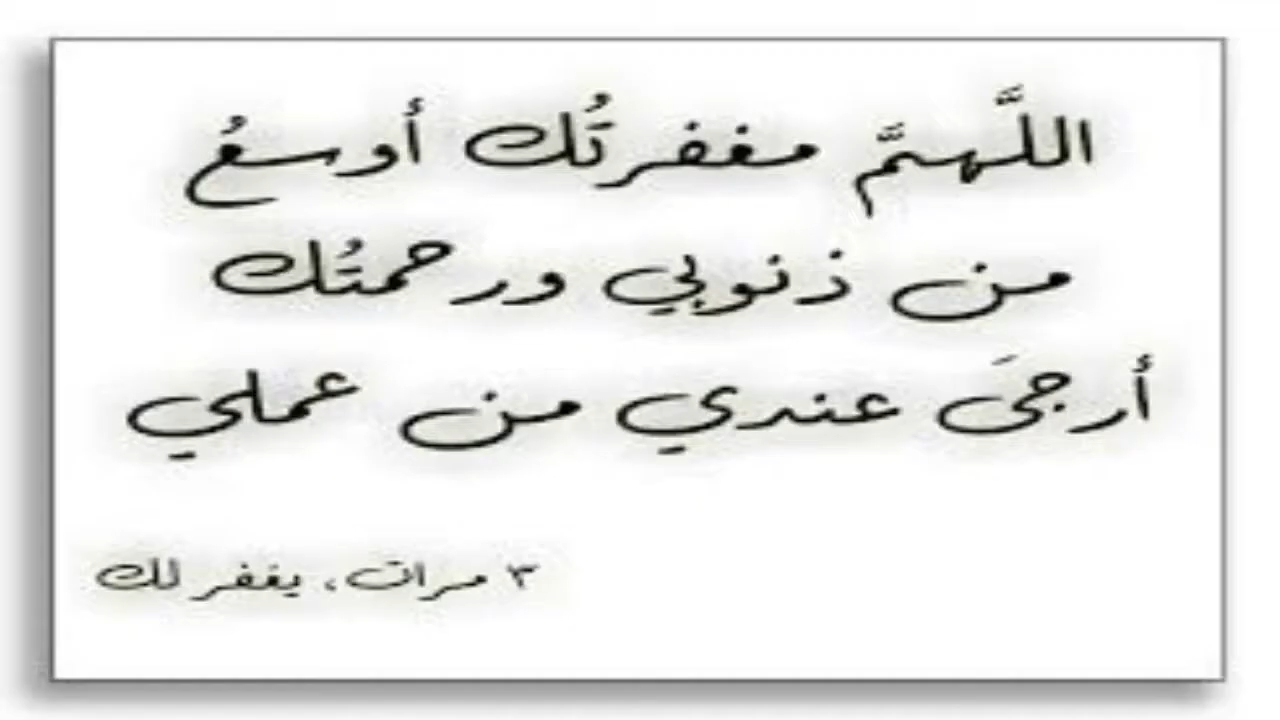 اللَّهمَّ مغفرتُك أوسعُ
من ذنوبي ورحمتُك
أرجَى عندي من عملي
٣ مرات، يغفر لك